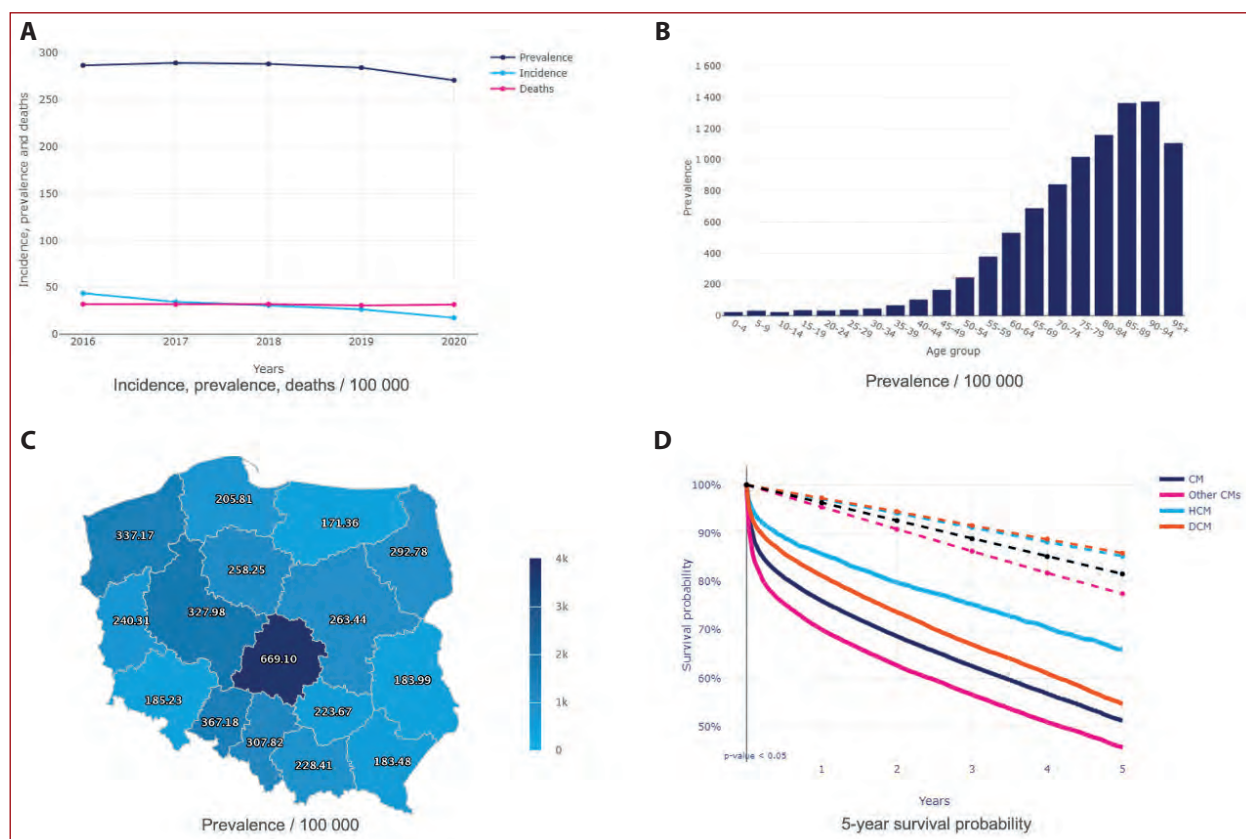 A
300
250
200
150
100
50
0
Incidence, prevalence and deaths
2016 2017 2018 2019 2020
Years
Prevalence
Incidence
Deaths
Incidence, prevalence, deaths / 100 000
B
1 600
1 400
1 200
1 000
800
600
400
200
0
Prevalence
0–4 5–9 10–14 15–19 20–24 25–29 30–34 35–39 40–44 45–49 50–54 55–59 60–64 65–69 70–74 75–79 80–84 85–89 90–94 95+
Age group
Prevalence / 100 000
C
205.81
171.36
337.17
292.78
258.25
327.98
263.44
240.31
669.10
183.99
185.23
223.67
367.18
307.82
228.41
183.48
4k
3k
2k
1k
0
Prevalence / 100 000
D
100%
90%
80%
70%
60%
50%
Survival probability
p-value < 0.05
1 2 3 4 5
Years
CM
Other CMs
HCM
DCM
5-year survival probability